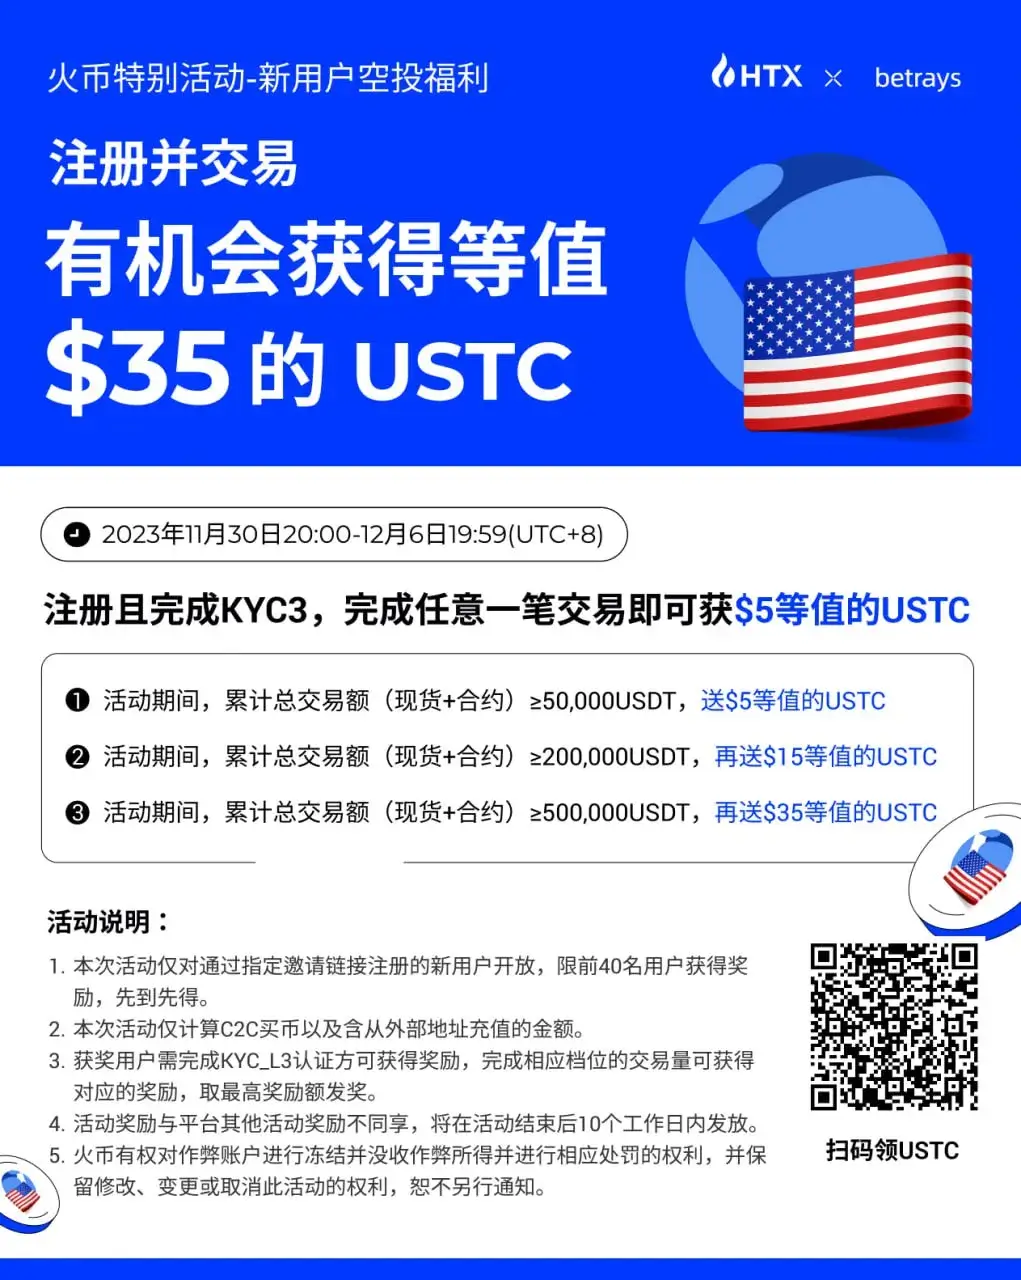 火币特别活动-新用户空投福利
HTX × betrays
注册并交易
有机会获得等值
$35 的 USTC
2023年11月30日20:00-12月6日19:59(UTC+8)
注册且完成KYC3，完成任意一笔交易即可获$5等值的USTC
1 活动期间，累计总交易额（现货+合约）≥50,000USDT，送$5等值的USTC
2 活动期间，累计总交易额（现货+合约）≥200,000USDT，再送$15等值的USTC
3 活动期间，累计总交易额（现货+合约）≥500,000USDT，再送$35等值的USTC
活动说明：
1. 本次活动仅对通过指定邀请链接注册的新用户开放，限前40名用户获得奖
励，先到先得。
2. 本次活动仅计算C2C买币以及含从外部地址充值的金额。
3. 获奖用户需完成KYC_L3认证方可获得奖励，完成相应档位的交易量可获得
对应的奖励，取最高奖励额发奖。
4. 活动奖励与平台其他活动奖励不同享，将在活动结束后10个工作日内发放。
5. 火币有权对作弊账户进行冻结并没收作弊所得并进行相应处罚的权利，并保
留修改、变更或取消此活动的权利，恕不另行通知。
扫码领USTC